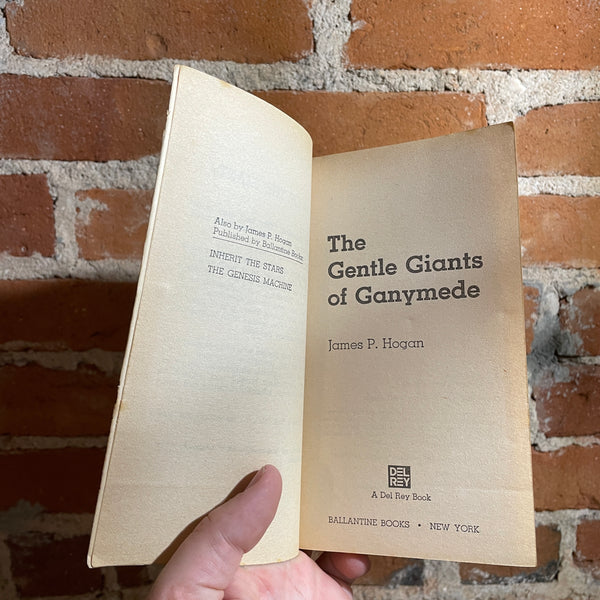 Also by James P. Hogan
Published by Ballantine Books
INHERIT THE STARS
THE GENESIS MACHINE
The
Gentle Giants
of Ganymede
James P. Hogan
DEL
REY
A Del Rey Book
BALLANTINE BOOKS • NEW YORK